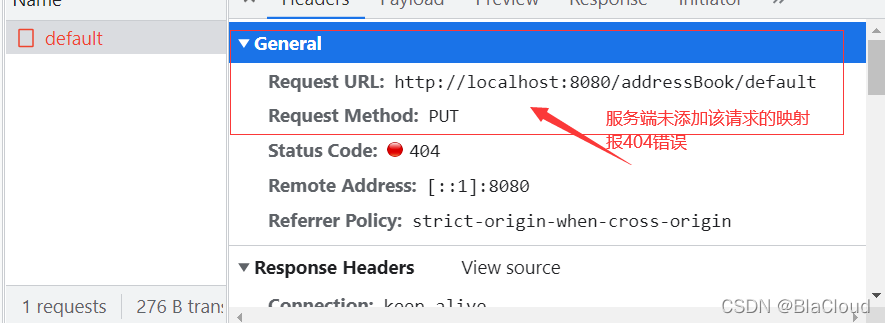 Name
Headers Payload Preview Response Initiator
default
General
Request URL: http://localhost:8080/addressBook/default
Request Method: PUT
服务端未添加该请求的映射
报404错误
Status Code: 404
Remote Address: [::1]:8080
Referrer Policy: strict-origin-when-cross-origin
Response Headers View source
Connection: keep-alive
1 requests 276 B trans
CSDN @BlaCloud